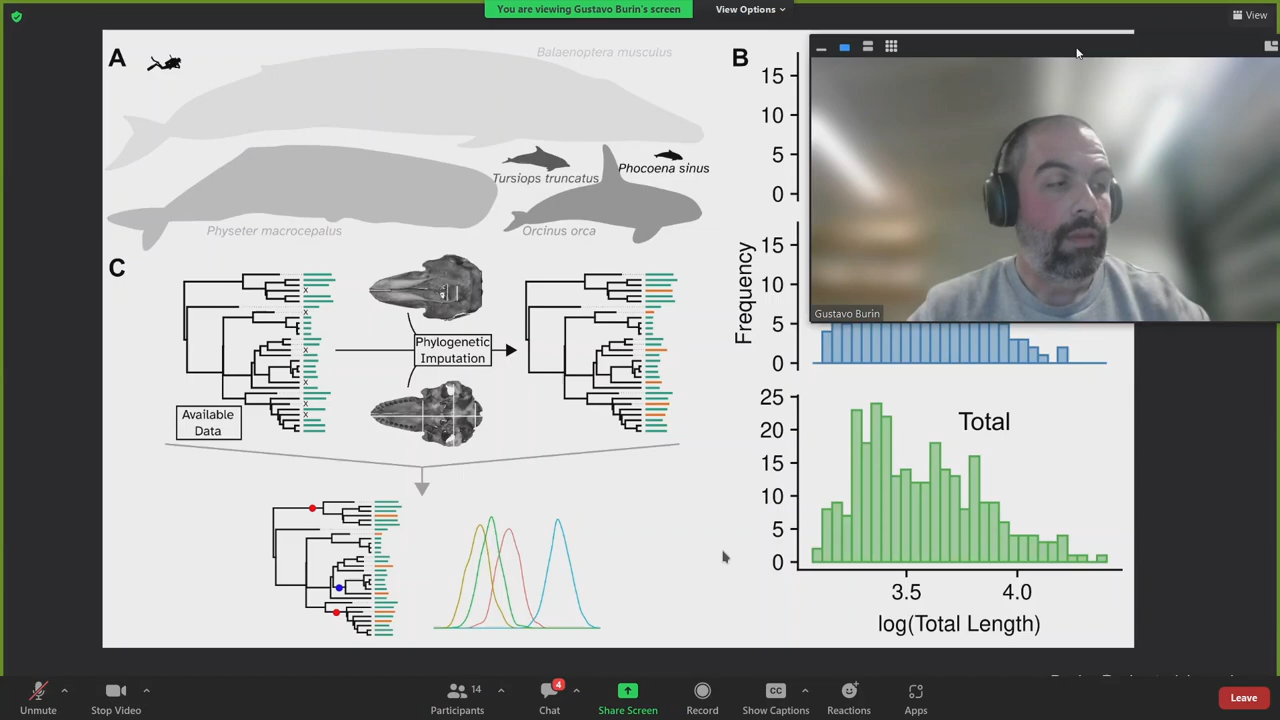 You are viewing Gustavo Burin's screen
View Options
View
A
Balaenoptera musculus
Phocoena sinus
Tursiops truncatus
Physeter macrocepalus
Orcinus orca
B
15
10
5
0
Frequency
15
10
5
0
Gustavo Burin
25
20
15
10
5
0
Total
3.5
4.0
log(Total Length)
C
X
X
X
X
X
Available
Data
Phylogenetic
Imputation
Unmute
Stop Video
14
Participants
4
Chat
Share Screen
Record
CC
Show Captions
Reactions
Apps
Leave